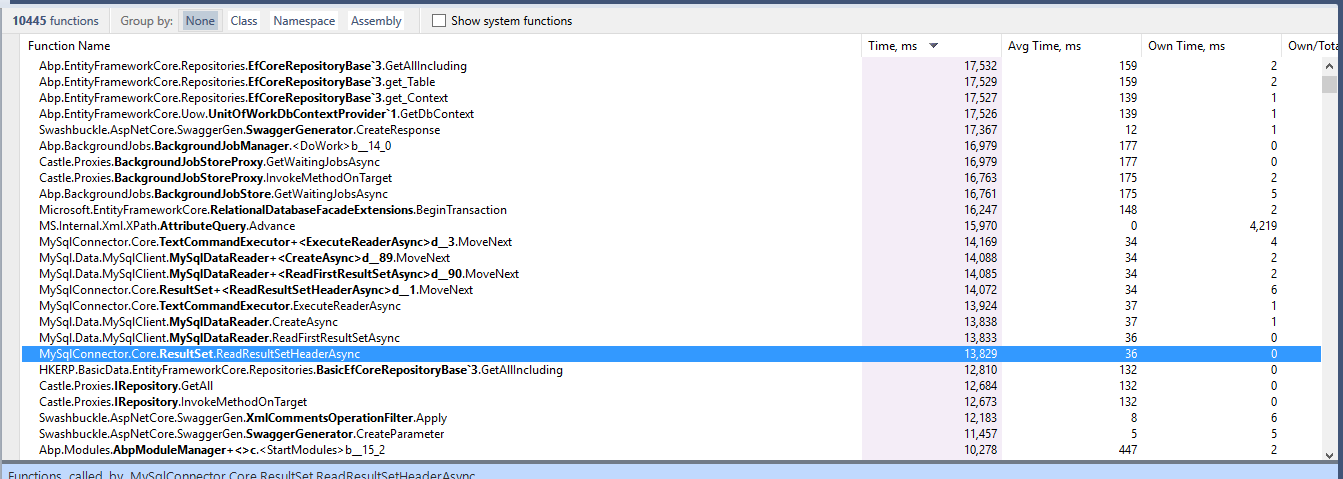 10445 functions Group by: None Class Namespace Assembly Show system functions
Function Name Time, ms Avg Time, ms Own Time, ms Own/Tota
Abp.EntityFrameworkCore.Repositories.EfCoreRepositoryBase`3.GetAllIncluding 17,532 159 2
Abp.EntityFrameworkCore.Repositories.EfCoreRepositoryBase`3.get_Table 17,529 159 2
Abp.EntityFrameworkCore.Repositories.EfCoreRepositoryBase`3.get_Context 17,527 139 1
Abp.EntityFrameworkCore.Uow.UnitOfWorkDbContextProvider`1.GetDbContext 17,526 139 1
Swashbuckle.AspNetCore.SwaggerGen.SwaggerGenerator.CreateResponse 17,367 12 1
Abp.BackgroundJobs.BackgroundJobManager.<DoWork>b__14_0 16,979 177 0
Castle.Proxies.BackgroundJobStoreProxy.GetWaitingJobsAsync 16,979 177 0
Castle.Proxies.BackgroundJobStoreProxy.InvokeMethodOnTarget 16,763 175 2
Abp.BackgroundJobs.BackgroundJobStore.GetWaitingJobsAsync 16,761 175 5
Microsoft.EntityFrameworkCore.RelationalDatabaseFacadeExtensions.BeginTransaction 16,247 148 2
MS.Internal.Xml.XPath.AttributeQuery.Advance 15,970 0 4,219
MySqlConnector.Core.TextCommandExecutor+<ExecuteReaderAsync>d__3.MoveNext 14,169 34 4
MySql.Data.MySqlClient.MySqlDataReader+<CreateAsync>d__89.MoveNext 14,088 34 2
MySql.Data.MySqlClient.MySqlDataReader+<ReadFirstResultSetAsync>d__90.MoveNext 14,085 34 2
MySqlConnector.Core.ResultSet+<ReadResultSetHeaderAsync>d__1.MoveNext 14,072 34 6
MySqlConnector.Core.TextCommandExecutor.ExecuteReaderAsync 13,924 37 1
MySql.Data.MySqlClient.MySqlDataReader.CreateAsync 13,838 37 1
MySql.Data.MySqlClient.MySqlDataReader.ReadFirstResultSetAsync 13,833 36 0
MySqlConnector.Core.ResultSet.ReadResultSetHeaderAsync 13,829 36 0
HKERP.BasicData.EntityFrameworkCore.Repositories.BasicEfCoreRepositoryBase`3.GetAllIncluding 12,810 132 0
Castle.Proxies.IRepository.GetAll 12,684 132 0
Castle.Proxies.IRepository.InvokeMethodOnTarget 12,673 132 0
Swashbuckle.AspNetCore.SwaggerGen.XmlCommentsOperationFilter.Apply 12,183 8 6
Swashbuckle.AspNetCore.SwaggerGen.SwaggerGenerator.CreateParameter 11,457 5 5
Abp.Modules.AbpModuleManager+<>c.<StartModules>b__15_2 10,278 447 2
Functions called by MySqlConnector.Core.ResultSet.ReadResultSetHeaderAsync